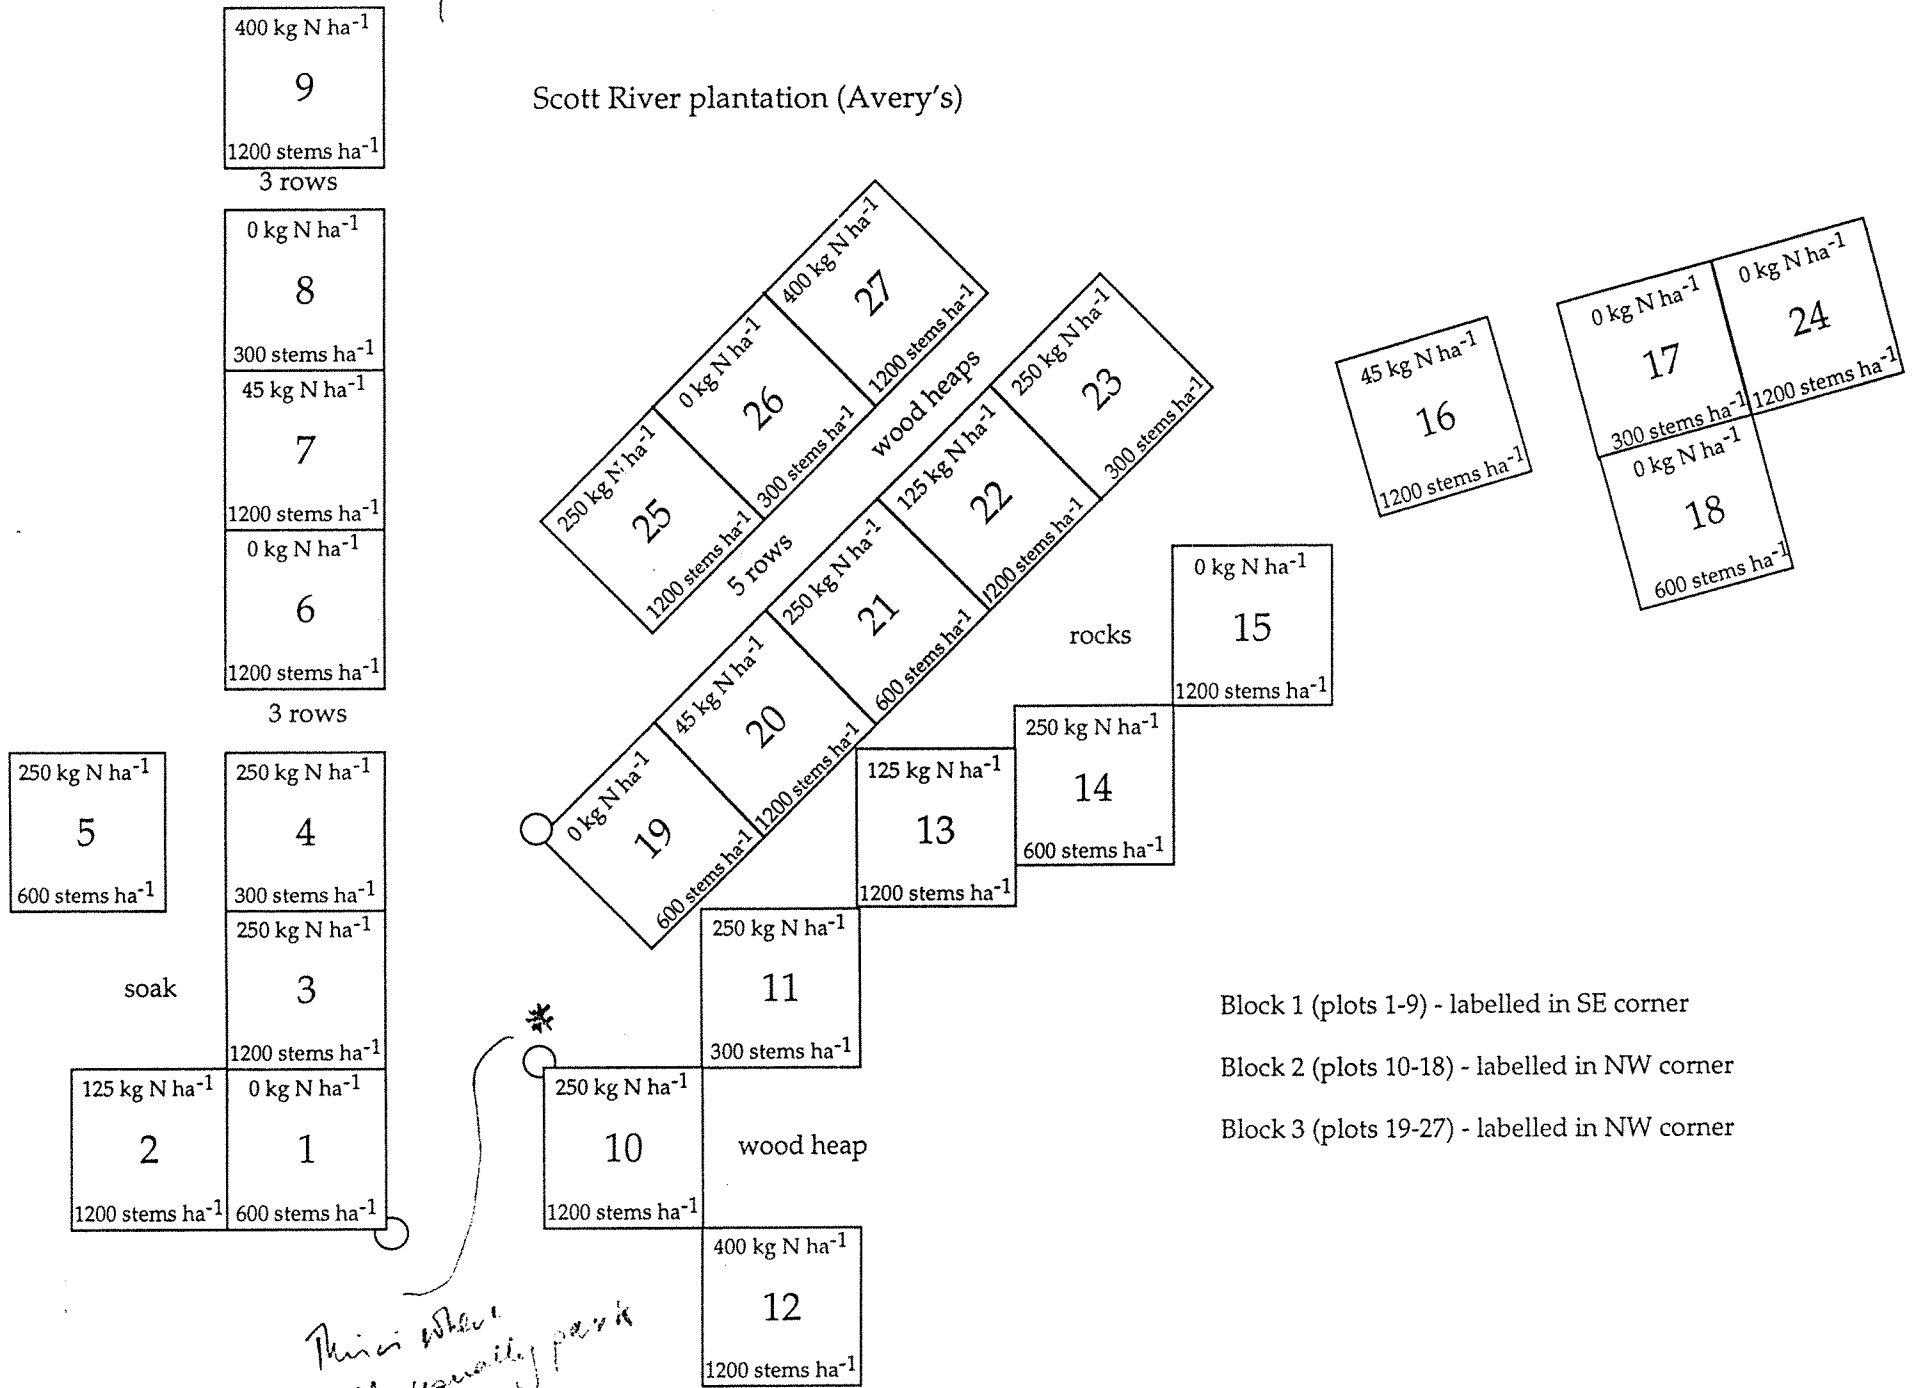 Scott River plantation (Avery's)
400 kg N ha⁻¹
9
1200 stems ha⁻¹
3 rows
0 kg N ha⁻¹
8
300 stems ha⁻¹
45 kg N ha⁻¹
7
1200 stems ha⁻¹
0 kg N ha⁻¹
6
1200 stems ha⁻¹
3 rows
250 kg N ha⁻¹
5
600 stems ha⁻¹
250 kg N ha⁻¹
4
300 stems ha⁻¹
soak
250 kg N ha⁻¹
3
1200 stems ha⁻¹
125 kg N ha⁻¹
2
1200 stems ha⁻¹
0 kg N ha⁻¹
1
600 stems ha⁻¹
400 kg N ha⁻¹
27
1200 stems ha⁻¹
0 kg N ha⁻¹
26
300 stems ha⁻¹
250 kg N ha⁻¹
25
1200 stems ha⁻¹
wood heaps
5 rows
250 kg N ha⁻¹
23
300 stems ha⁻¹
125 kg N ha⁻¹
22
1200 stems ha⁻¹
250 kg N ha⁻¹
21
600 stems ha⁻¹
45 kg N ha⁻¹
20
1200 stems ha⁻¹
0 kg N ha⁻¹
19
600 stems ha⁻¹
45 kg N ha⁻¹
16
1200 stems ha⁻¹
0 kg N ha⁻¹
17
300 stems ha⁻¹
0 kg N ha⁻¹
24
1200 stems ha⁻¹
0 kg N ha⁻¹
18
600 stems ha⁻¹
rocks
0 kg N ha⁻¹
15
1200 stems ha⁻¹
250 kg N ha⁻¹
14
600 stems ha⁻¹
125 kg N ha⁻¹
13
1200 stems ha⁻¹
250 kg N ha⁻¹
11
300 stems ha⁻¹
*
250 kg N ha⁻¹
10
1200 stems ha⁻¹
wood heap
400 kg N ha⁻¹
12
1200 stems ha⁻¹
Block 1 (plots 1-9) - labelled in SE corner
Block 2 (plots 10-18) - labelled in NW corner
Block 3 (plots 19-27) - labelled in NW corner
This is where
usually park